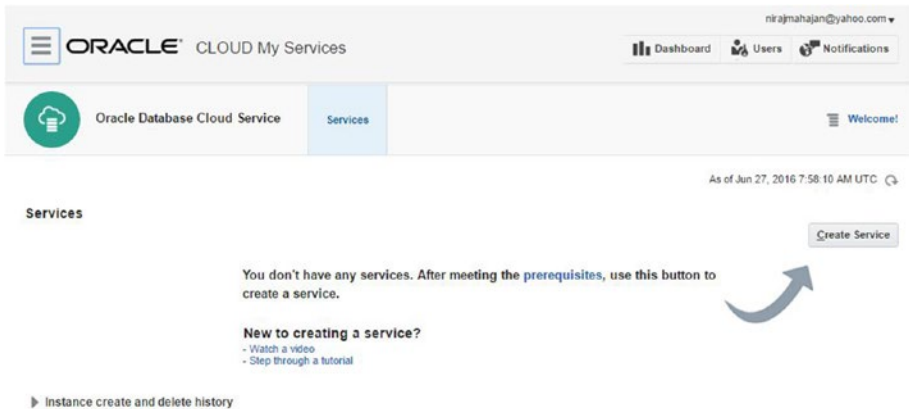 nirajmahajan@yahoo.com
ORACLE® CLOUD My Services
Dashboard Users Notifications
Oracle Database Cloud Service Services Welcome!
As of Jun 27, 2016 7:58:10 AM UTC
Services
Create Service
You don't have any services. After meeting the prerequisites, use this button to
create a service.
New to creating a service?
- Watch a video
- Step through a tutorial
Instance create and delete history